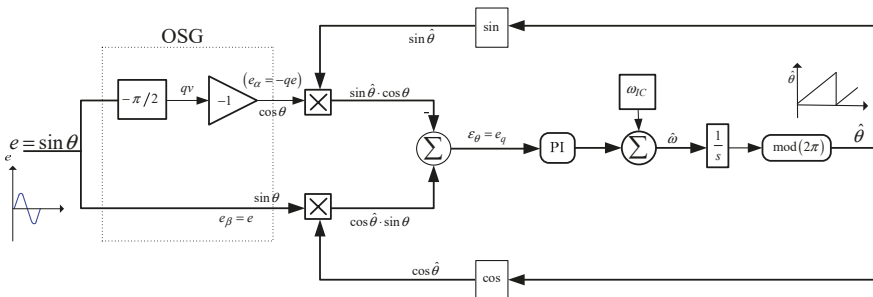 OSG
sin
sin θ̂
−π/2
qv
−1
(e_α = −qe)
cos θ
sin θ̂ · cos θ
-
ω_IC
θ̂
e = sin θ
e
∑
ε_θ = e_q
PI
∑
ω̂
1/s
mod(2π)
θ̂
sin θ
e_β = e
cos θ̂ · sin θ
cos θ̂
cos